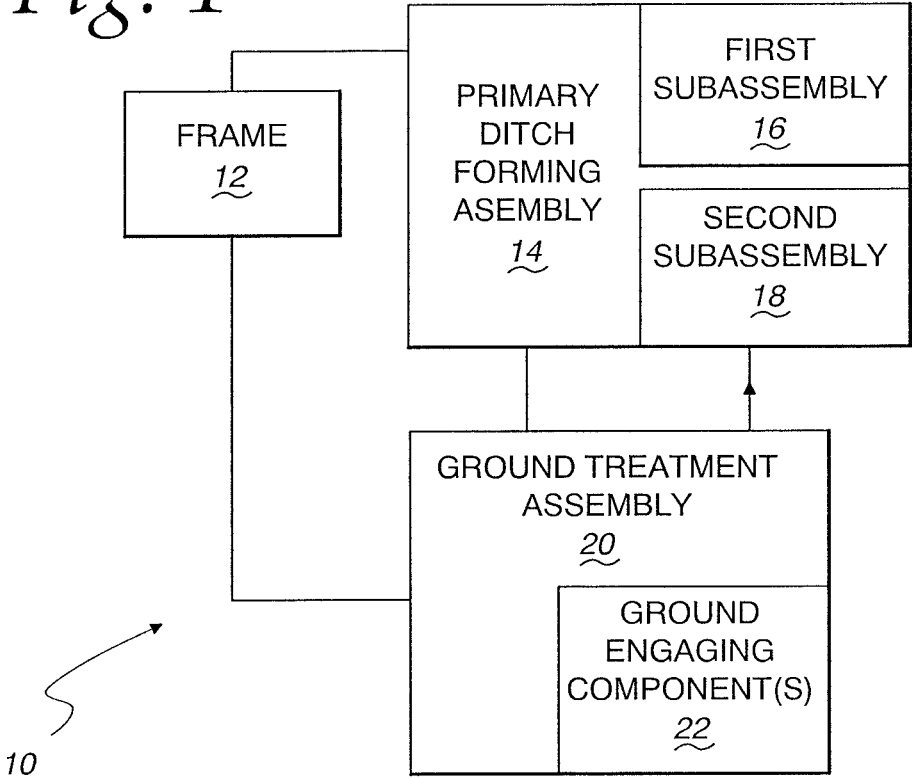 Fig. 1
FRAME
12
PRIMARY
DITCH
FORMING
ASEMBLY
14
FIRST
SUBASSEMBLY
16
SECOND
SUBASSEMBLY
18
GROUND TREATMENT
ASSEMBLY
20
GROUND
ENGAGING
COMPONENT(S)
22
10